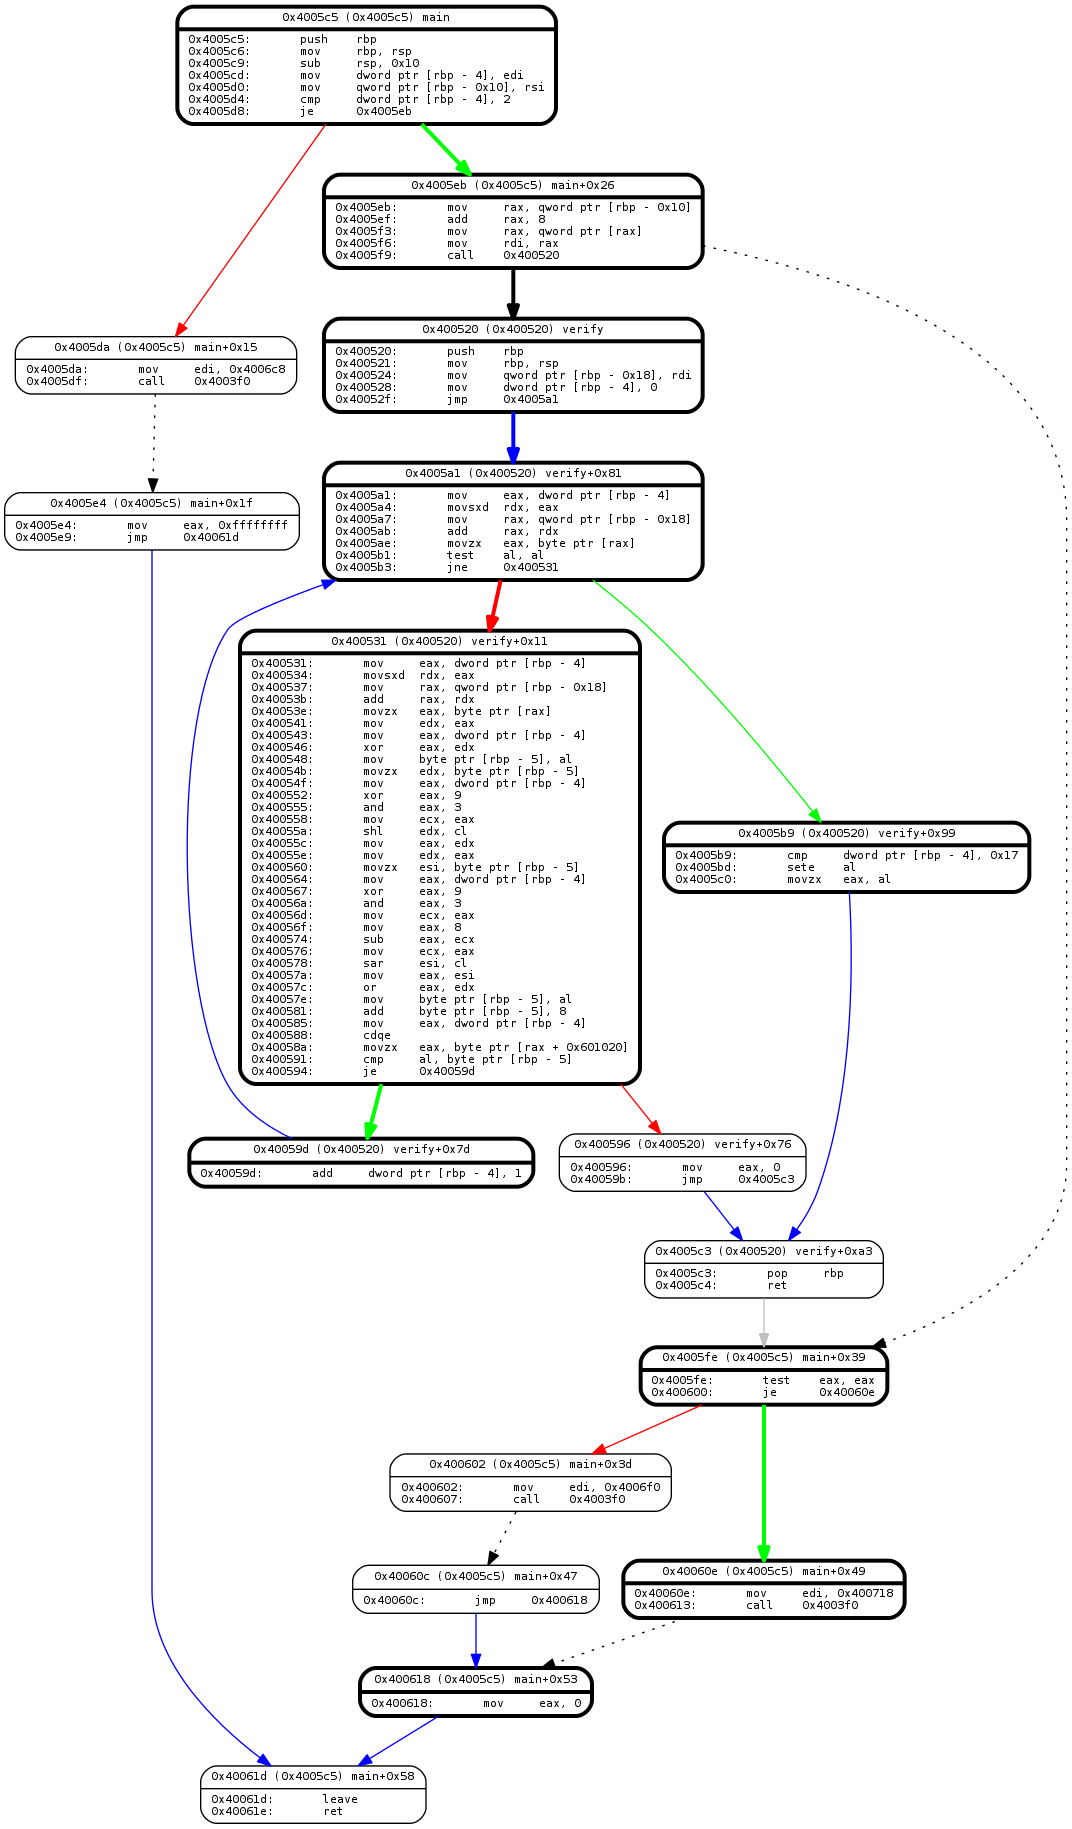 0x4005c5 (0x4005c5) main
0x4005c5: push rbp
0x4005c6: mov rbp, rsp
0x4005c9: sub rsp, 0x10
0x4005cd: mov dword ptr [rbp - 4], edi
0x4005d0: mov qword ptr [rbp - 0x10], rsi
0x4005d4: cmp dword ptr [rbp - 4], 2
0x4005d8: je 0x4005eb
0x4005eb (0x4005c5) main+0x26
0x4005eb: mov rax, qword ptr [rbp - 0x10]
0x4005ef: add rax, 8
0x4005f3: mov rax, qword ptr [rax]
0x4005f6: mov rdi, rax
0x4005f9: call 0x400520
0x400520 (0x400520) verify
0x400520: push rbp
0x400521: mov rbp, rsp
0x400524: mov qword ptr [rbp - 0x18], rdi
0x400528: mov dword ptr [rbp - 4], 0
0x40052f: jmp 0x4005a1
0x4005da (0x4005c5) main+0x15
0x4005da: mov edi, 0x4006c8
0x4005df: call 0x4003f0
0x4005e4 (0x4005c5) main+0x1f
0x4005e4: mov eax, 0xffffffff
0x4005e9: jmp 0x40061d
0x4005a1 (0x400520) verify+0x81
0x4005a1: mov eax, dword ptr [rbp - 4]
0x4005a4: movsxd rdx, eax
0x4005a7: mov rax, qword ptr [rbp - 0x18]
0x4005ab: add rax, rdx
0x4005ae: movzx eax, byte ptr [rax]
0x4005b1: test al, al
0x4005b3: jne 0x400531
0x400531 (0x400520) verify+0x11
0x400531: mov eax, dword ptr [rbp - 4]
0x400534: movsxd rdx, eax
0x400537: mov rax, qword ptr [rbp - 0x18]
0x40053b: add rax, rdx
0x40053e: movzx eax, byte ptr [rax]
0x400541: mov edx, eax
0x400543: mov eax, dword ptr [rbp - 4]
0x400546: xor eax, edx
0x400548: mov byte ptr [rbp - 5], al
0x40054b: movzx edx, byte ptr [rbp - 5]
0x40054f: mov eax, dword ptr [rbp - 4]
0x400552: xor eax, 9
0x400555: and eax, 3
0x400558: mov ecx, eax
0x40055a: shl edx, cl
0x40055c: mov eax, edx
0x40055e: mov edx, eax
0x400560: movzx esi, byte ptr [rbp - 5]
0x400564: mov eax, dword ptr [rbp - 4]
0x400567: xor eax, 9
0x40056a: and eax, 3
0x40056d: mov ecx, eax
0x40056f: mov eax, 8
0x400574: sub eax, ecx
0x400576: mov ecx, eax
0x400578: sar esi, cl
0x40057a: mov eax, esi
0x40057c: or eax, edx
0x40057e: mov byte ptr [rbp - 5], al
0x400581: add byte ptr [rbp - 5], 8
0x400585: mov eax, dword ptr [rbp - 4]
0x400588: cdqe
0x40058a: movzx eax, byte ptr [rax + 0x601020]
0x400591: cmp al, byte ptr [rbp - 5]
0x400594: je 0x40059d
0x4005b9 (0x400520) verify+0x99
0x4005b9: cmp dword ptr [rbp - 4], 0x17
0x4005bd: sete al
0x4005c0: movzx eax, al
0x40059d (0x400520) verify+0x7d
0x40059d: add dword ptr [rbp - 4], 1
0x400596 (0x400520) verify+0x76
0x400596: mov eax, 0
0x40059b: jmp 0x4005c3
0x4005c3 (0x400520) verify+0xa3
0x4005c3: pop rbp
0x4005c4: ret
0x4005fe (0x4005c5) main+0x39
0x4005fe: test eax, eax
0x400600: je 0x40060e
0x400602 (0x4005c5) main+0x3d
0x400602: mov edi, 0x4006f0
0x400607: call 0x4003f0
0x40060c (0x4005c5) main+0x47
0x40060c: jmp 0x400618
0x40060e (0x4005c5) main+0x49
0x40060e: mov edi, 0x400718
0x400613: call 0x4003f0
0x400618 (0x4005c5) main+0x53
0x400618: mov eax, 0
0x40061d (0x4005c5) main+0x58
0x40061d: leave
0x40061e: ret